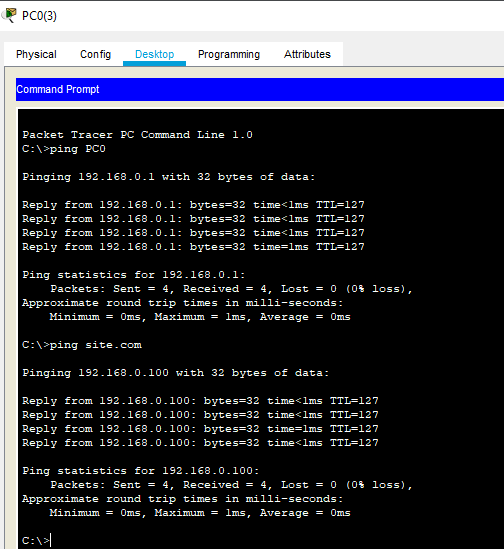 PC0(3)
Physical Config Desktop Programming Attributes
Command Prompt
Packet Tracer PC Command Line 1.0
C:\>ping PC0
Pinging 192.168.0.1 with 32 bytes of data:
Reply from 192.168.0.1: bytes=32 time<1ms TTL=127
Reply from 192.168.0.1: bytes=32 time<1ms TTL=127
Reply from 192.168.0.1: bytes=32 time<1ms TTL=127
Reply from 192.168.0.1: bytes=32 time=1ms TTL=127
Ping statistics for 192.168.0.1:
Packets: Sent = 4, Received = 4, Lost = 0 (0% loss),
Approximate round trip times in milli-seconds:
Minimum = 0ms, Maximum = 1ms, Average = 0ms
C:\>ping site.com
Pinging 192.168.0.100 with 32 bytes of data:
Reply from 192.168.0.100: bytes=32 time<1ms TTL=127
Reply from 192.168.0.100: bytes=32 time<1ms TTL=127
Reply from 192.168.0.100: bytes=32 time=1ms TTL=127
Reply from 192.168.0.100: bytes=32 time<1ms TTL=127
Ping statistics for 192.168.0.100:
Packets: Sent = 4, Received = 4, Lost = 0 (0% loss),
Approximate round trip times in milli-seconds:
Minimum = 0ms, Maximum = 1ms, Average = 0ms
C:\>